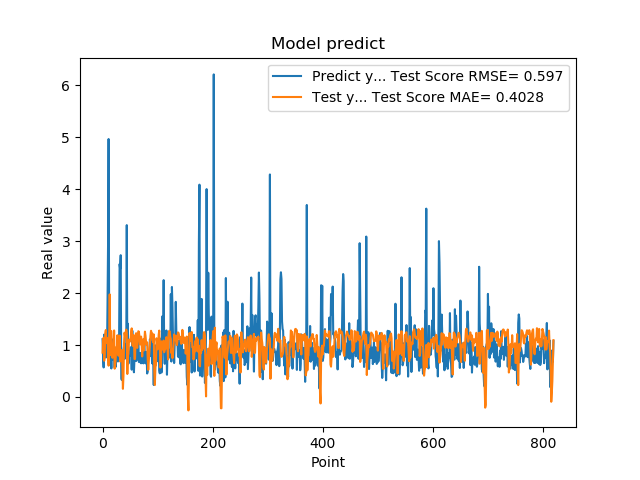 Model predict
Predict y... Test Score RMSE= 0.597
Test y... Test Score MAE= 0.4028
Real value
6
5
4
3
2
1
0
0 200 400 600 800
Point